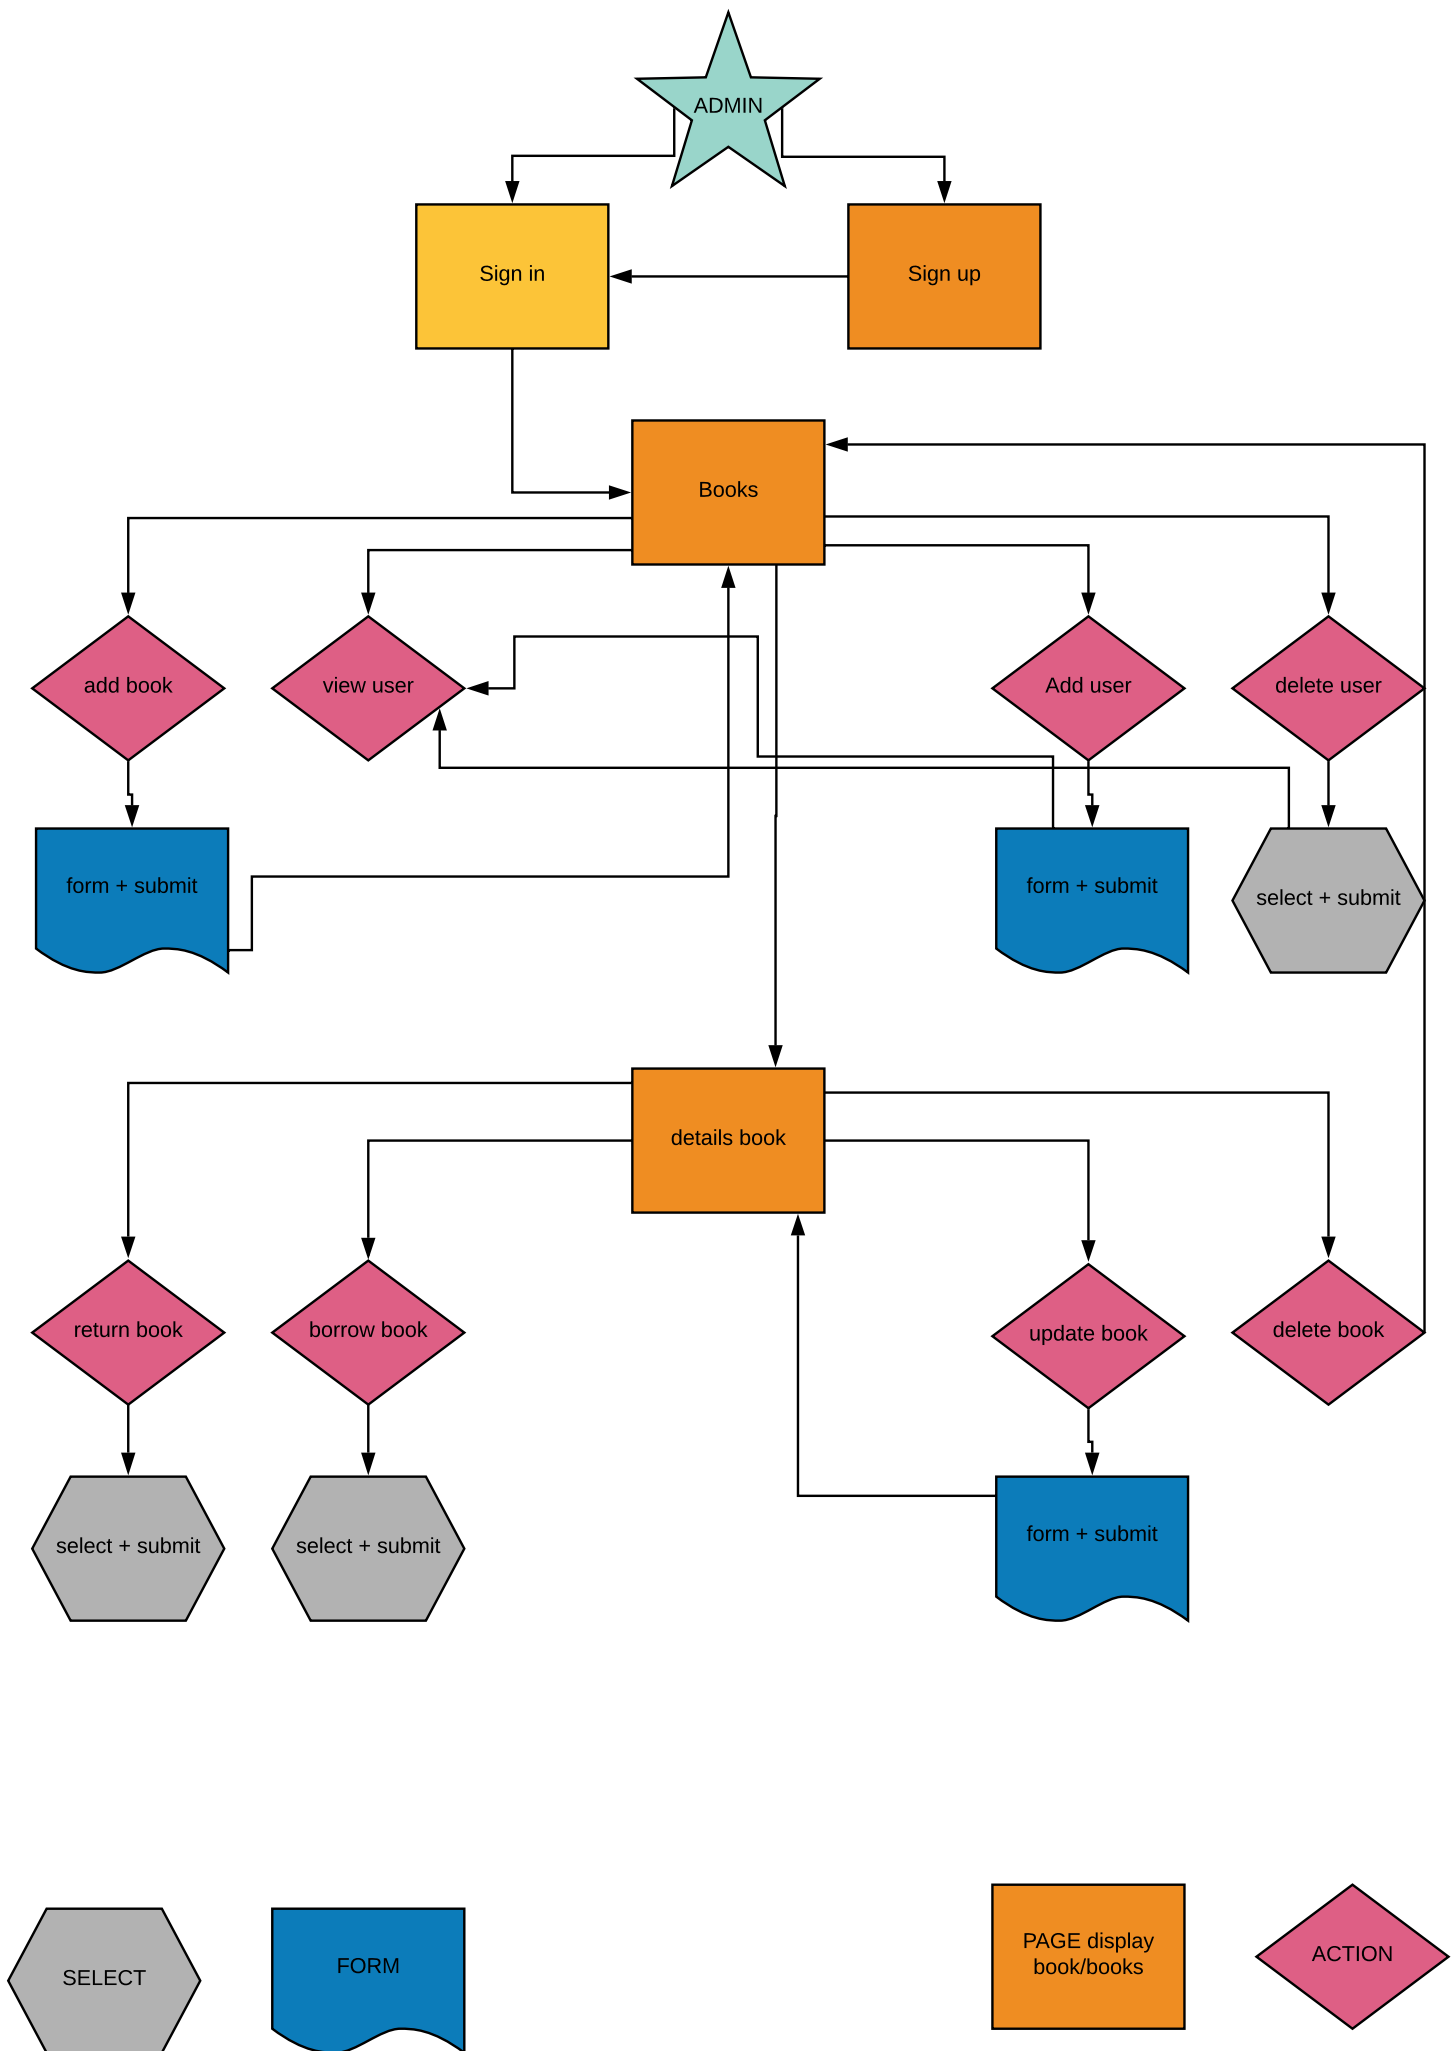 ADMIN
Sign in
Sign up
Books
add book
view user
Add user
delete user
form + submit
form + submit
select + submit
details book
return book
borrow book
update book
delete book
select + submit
select + submit
form + submit
SELECT
FORM
PAGE display
book/books
ACTION